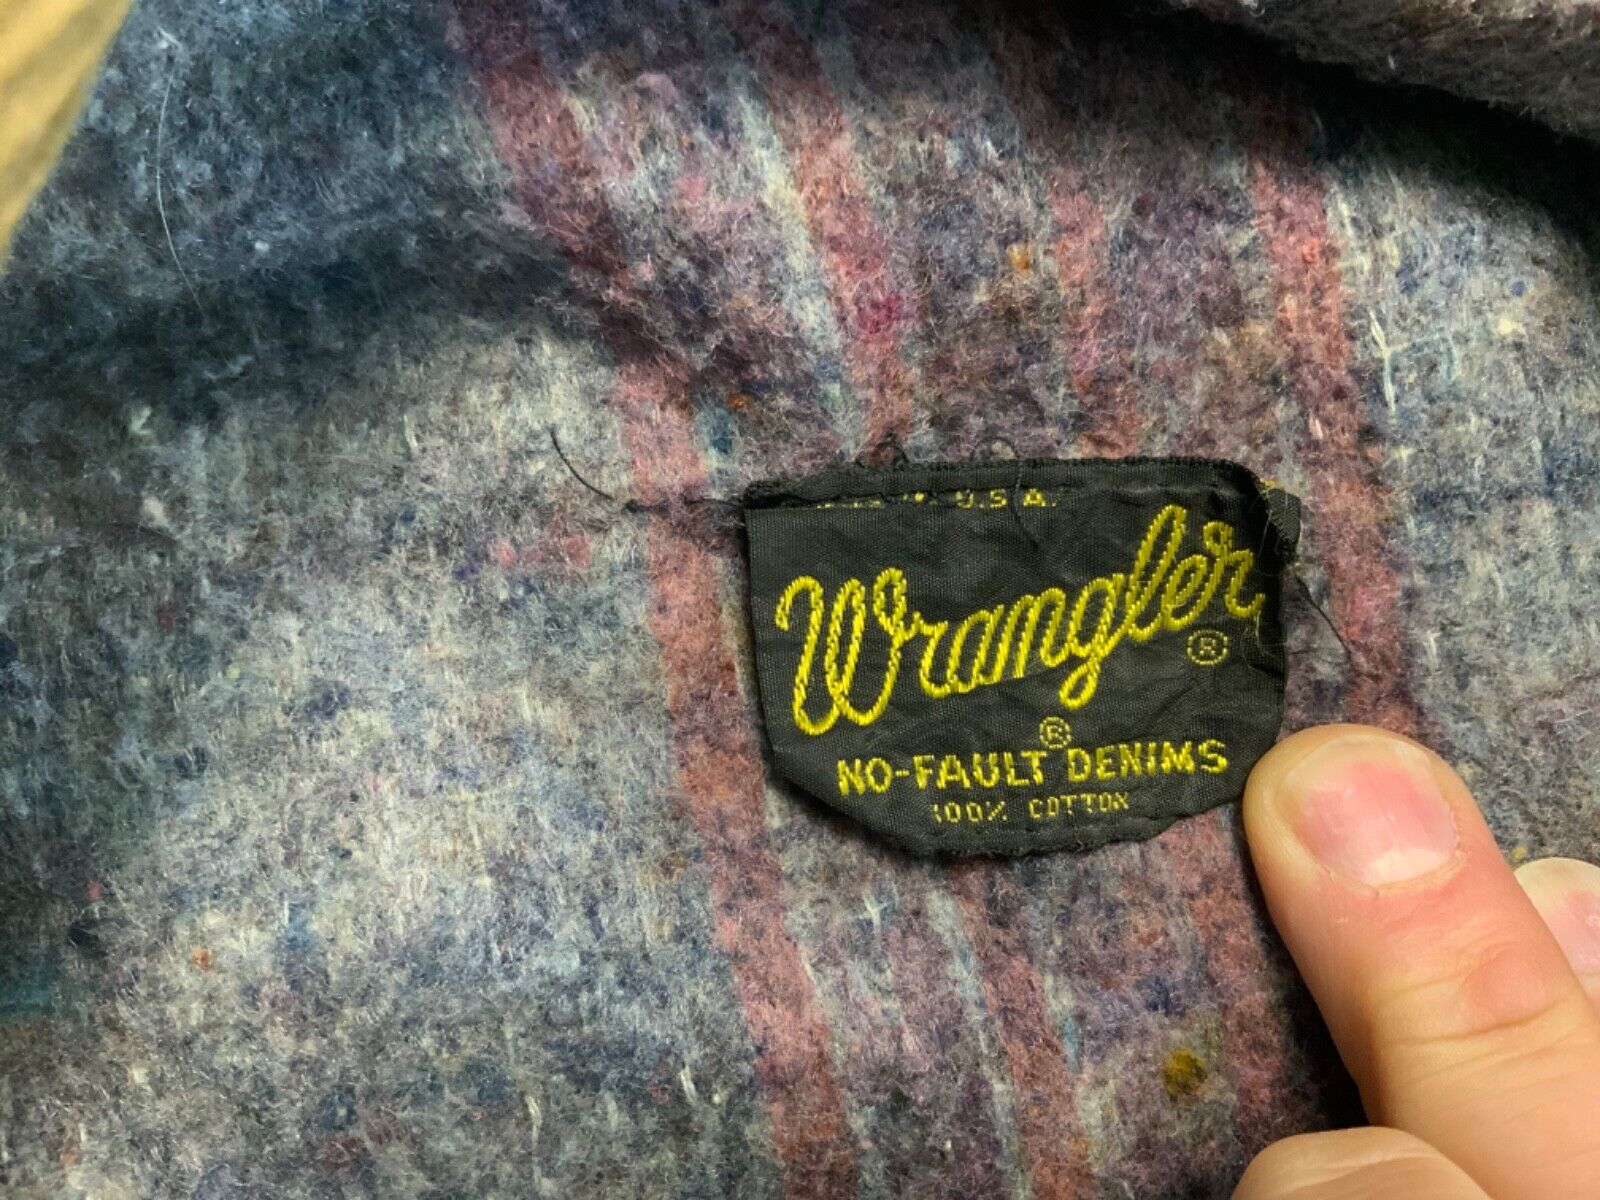 U.S.A.
Wrangler®
®
NO-FAULT DENIMS
100% COTTON